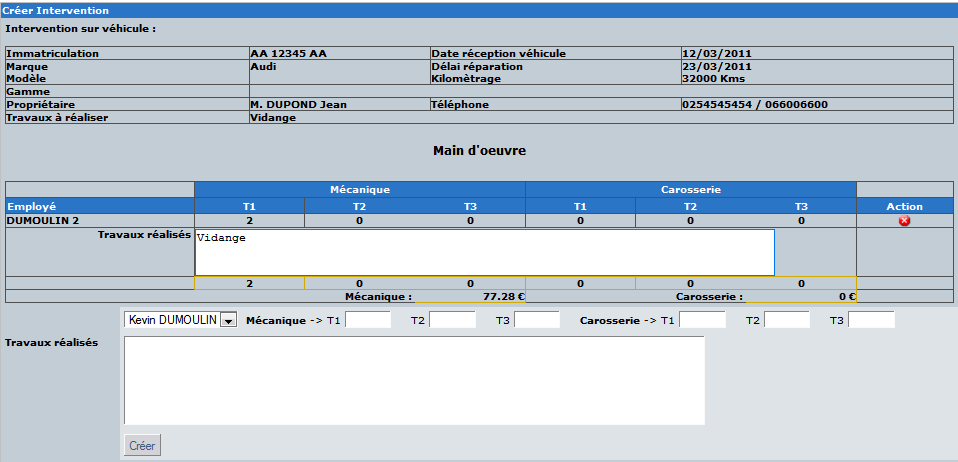 Créer Intervention
Intervention sur véhicule :
Immatriculation AA 12345 AA Date réception véhicule 12/03/2011
Marque Audi Délai réparation 23/03/2011
Modèle Kilomètrage 32000 Kms
Gamme
Propriétaire M. DUPOND Jean Téléphone 0254545454 / 066006600
Travaux à réaliser Vidange
Main d'oeuvre
Mécanique Carosserie
Employé T1 T2 T3 T1 T2 T3 Action
DUMOULIN 2 2 0 0 0 0 0
Travaux réalisés Vidange
2 0 0 0 0 0
Mécanique : 77.28 € Carosserie : 0 €
Kevin DUMOULIN Mécanique -> T1 T2 T3 Carosserie -> T1 T2 T3
Travaux réalisés
Créer